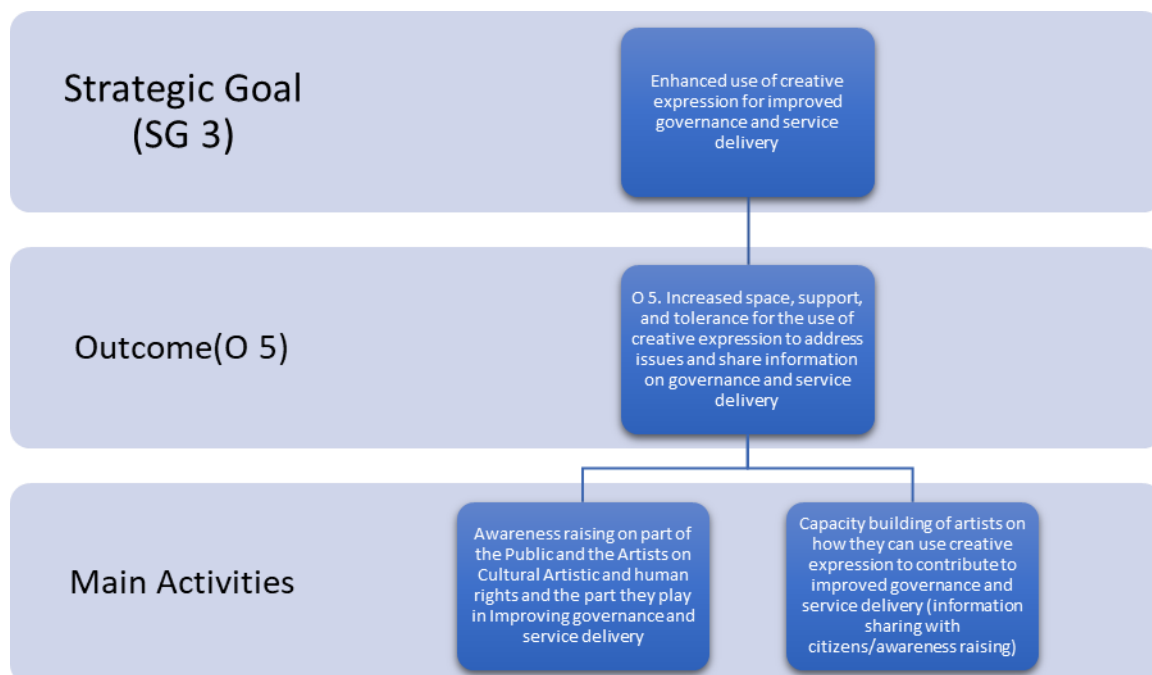 Strategic Goal
(SG 3)
Enhanced use of creative
expression for improved
governance and service
delivery
Outcome(O 5)
O 5. Increased space, support,
and tolerance for the use of
creative expression to address
issues and share information
on governance and service
delivery
Main Activities
Awareness raising on part of
the Public and the Artists on
Cultural Artistic and human
rights and the part they play
in Improving governance and
service delivery
Capacity building of artists on
how they can use creative
expression to contribute to
improved governance and
service delivery (information
sharing with
citizens/awareness raising)